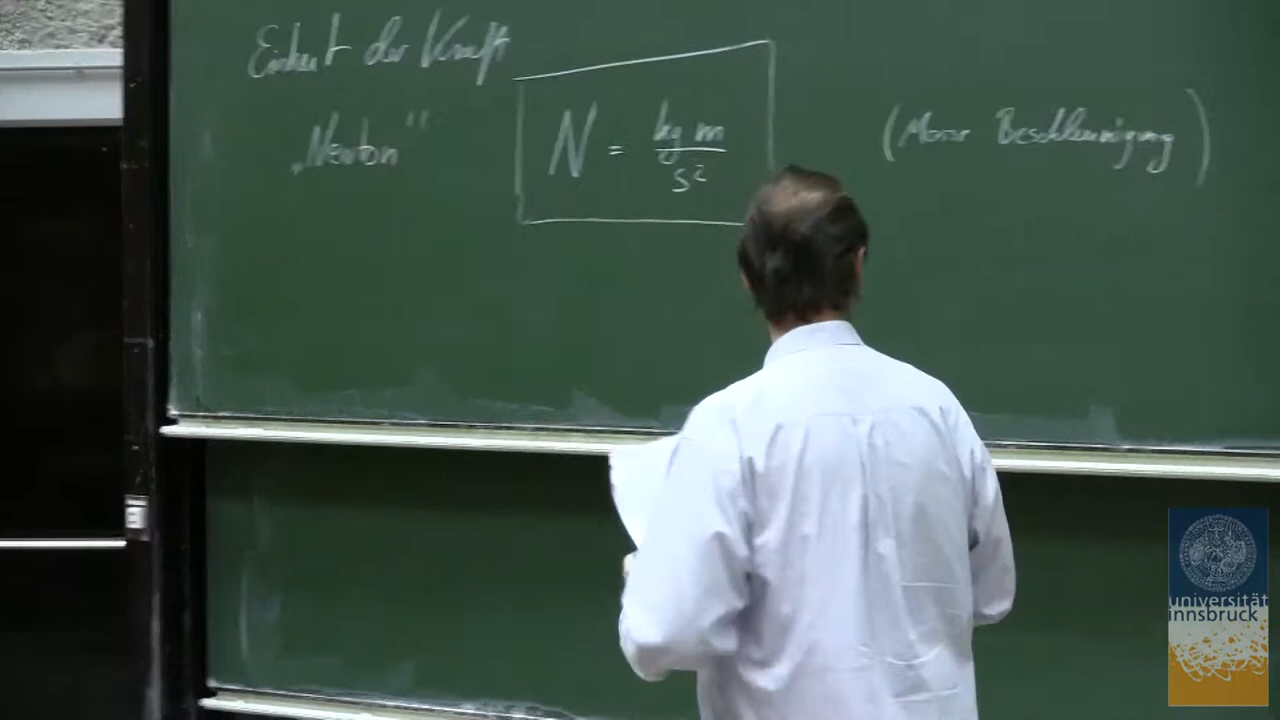 Einheit der Kraft
„Newton“
N = kg m / s²
(Masse Beschleunigung)
universität
innsbruck